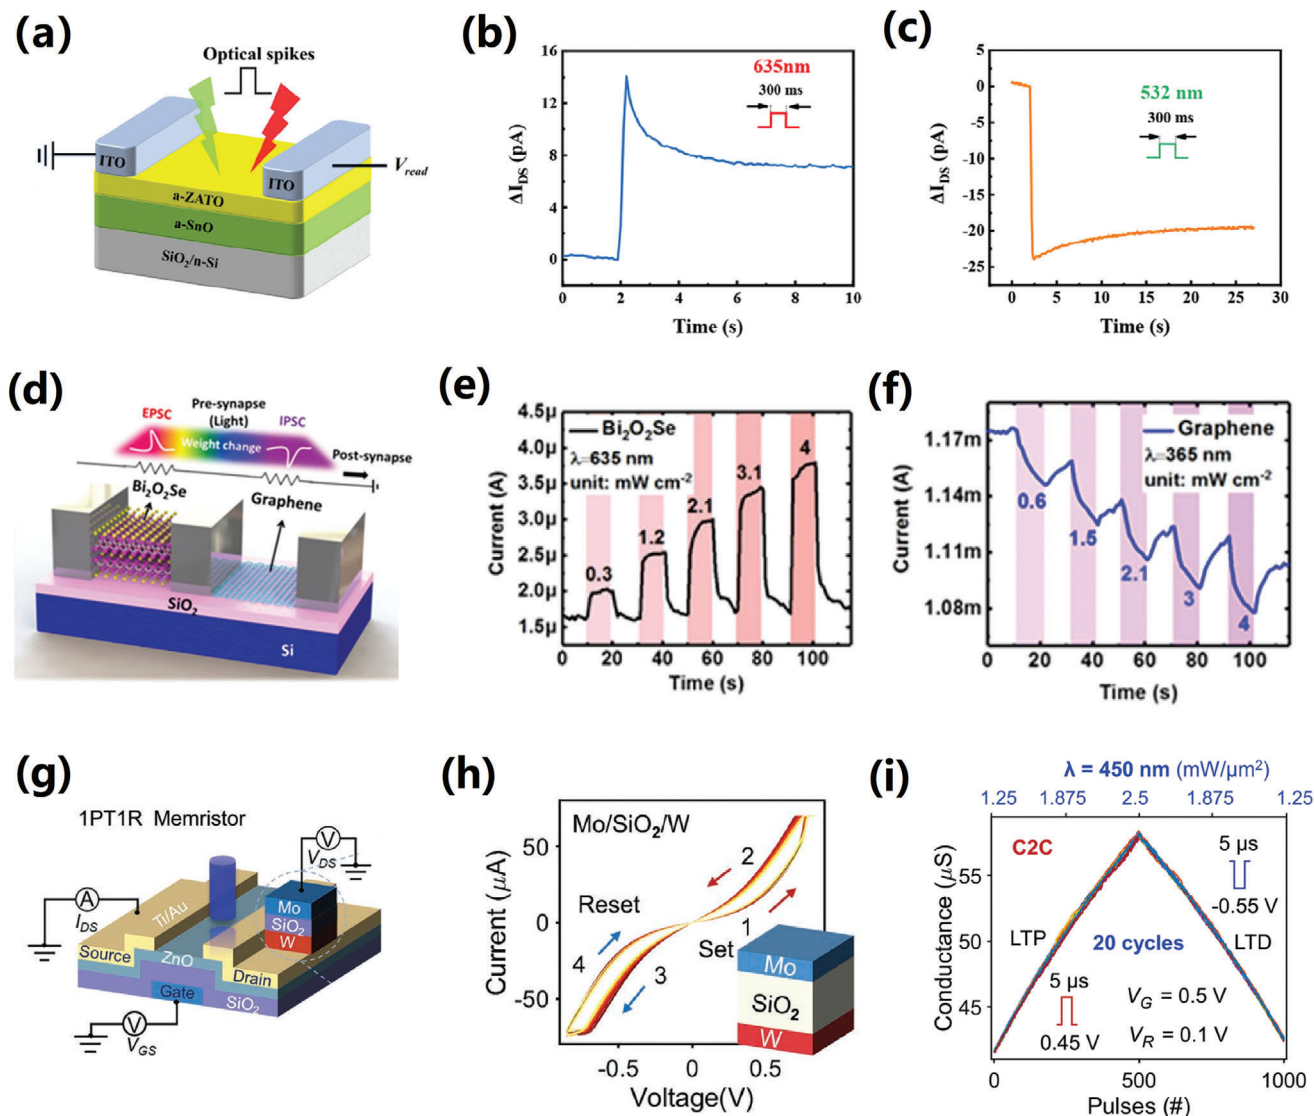 (a)
Optical spikes
ITO
ITO
V_read
a-ZATO
a-SnO
SiO₂/n-Si
(b)
16
12
8
4
0
ΔI_DS (pA)
635nm
300 ms
0 2 4 6 8 10
Time (s)
(c)
5
0
-5
-10
-15
-20
-25
ΔI_DS (pA)
532 nm
300 ms
0 5 10 15 20 25 30
Time (s)
(d)
EPSC
Pre-synapse
(Light)
IPSC
Weight change
Post-synapse
Bi₂O₂Se
Graphene
SiO₂
Si
(e)
4.5μ
4.0μ
3.5μ
3.0μ
2.5μ
2.0μ
1.5μ
Current (A)
Bi₂O₂Se
λ=635 nm
unit: mW cm⁻²
0.3
1.2
2.1
3.1
4
0 20 40 60 80 100
Time (s)
(f)
1.17m
1.14m
1.11m
1.08m
Current (A)
Graphene
λ=365 nm
unit: mW cm⁻²
0.6
1.5
2.1
3
4
0 20 40 60 80 100
Time (s)
(g)
1PT1R Memristor
V
V_DS
A
I_DS
Ti/Au
Mo
SiO₂
W
Source
ZnO
Drain
Gate
SiO₂
V
V_GS
(h)
Mo/SiO₂/W
50
0
-50
Current (μA)
Reset
Set
1
2
3
4
Mo
SiO₂
W
-0.5 0 0.5
Voltage(V)
(i)
λ = 450 nm (mW/μm²)
1.25 1.875 2.5 1.875 1.25
C2C
5 μs
-0.55 V
LTP
20 cycles
LTD
5 μs
0.45 V
V_G = 0.5 V
V_R = 0.1 V
55
50
45
Conductance (μS)
0 500 1000
Pulses (#)